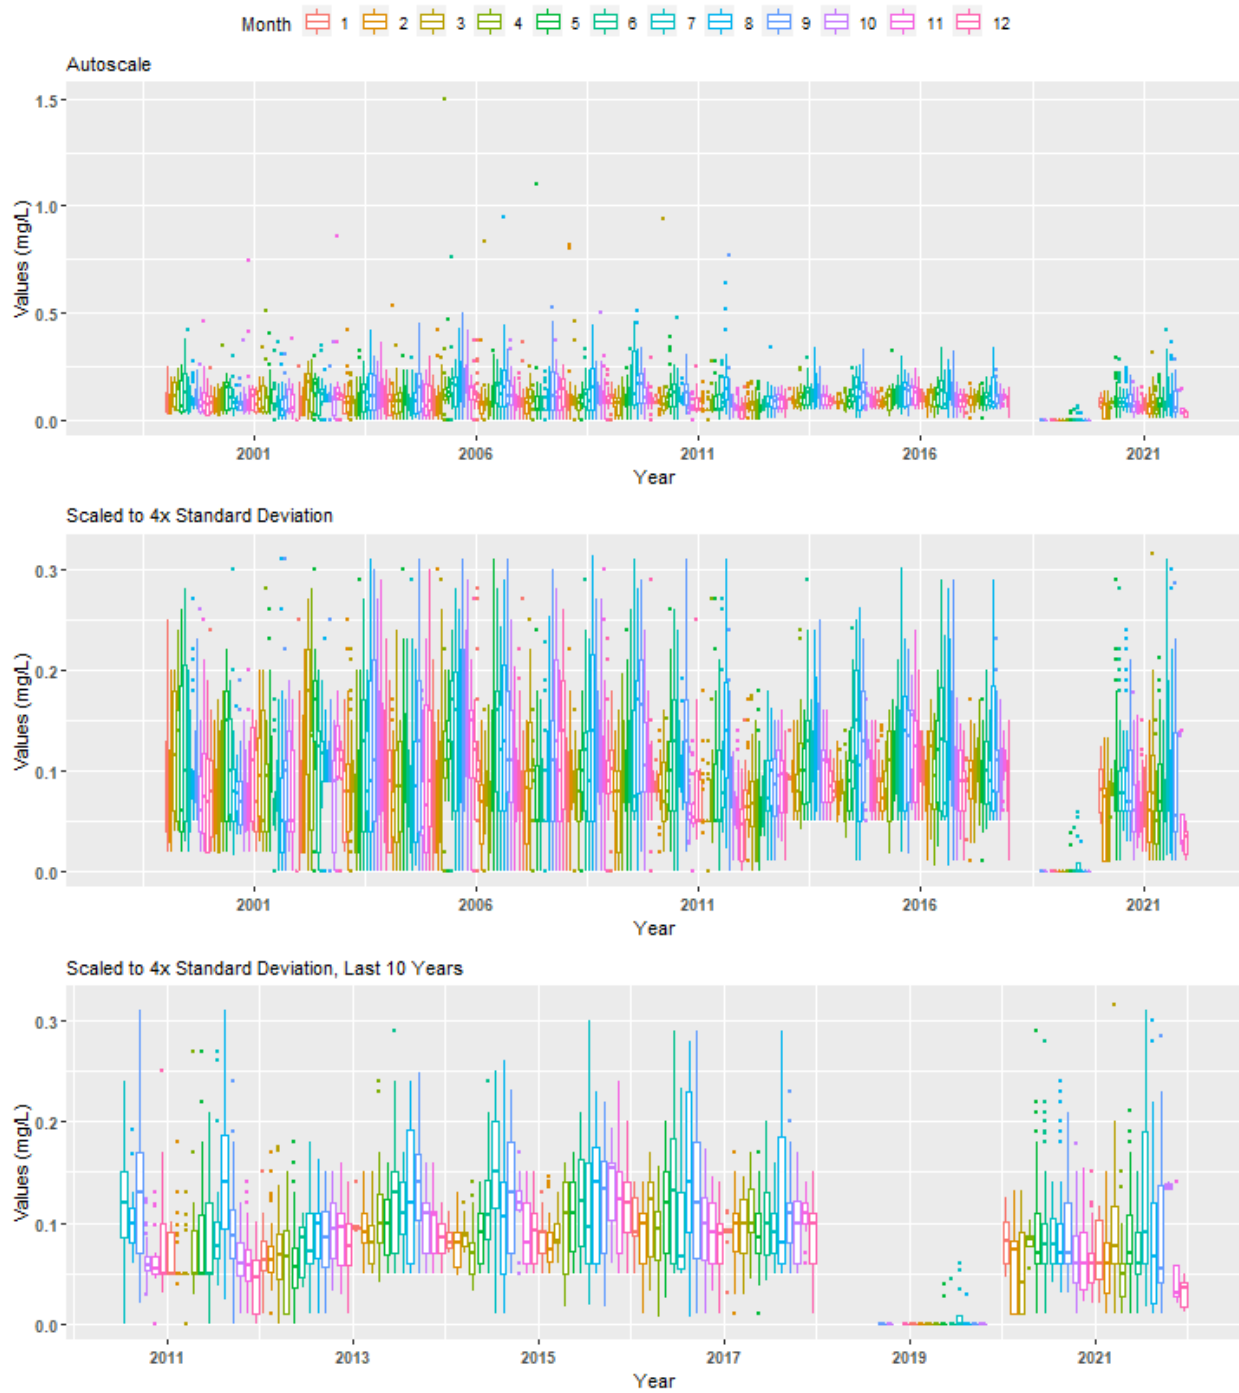 Month 1 2 3 4 5 6 7 8 9 10 11 12
Autoscale
1.5
1.0
0.5
0.0
Values (mg/L)
2001 2006 2011 2016 2021
Year
Scaled to 4x Standard Deviation
0.3
0.2
0.1
0.0
Values (mg/L)
2001 2006 2011 2016 2021
Year
Scaled to 4x Standard Deviation, Last 10 Years
0.3
0.2
0.1
0.0
Values (mg/L)
2011 2013 2015 2017 2019 2021
Year